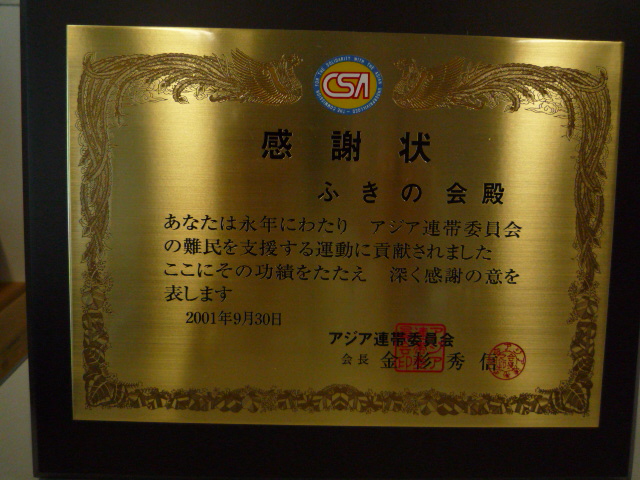 CSA
感謝状
ふきの会殿
あなたは永年にわたり アジア連帯委員会
の難民を支援する運動に貢献されました
ここにその功績をたたえ 深く感謝の意を
表します
2001年9月30日
アジア連帯委員会
会長 金杉秀信